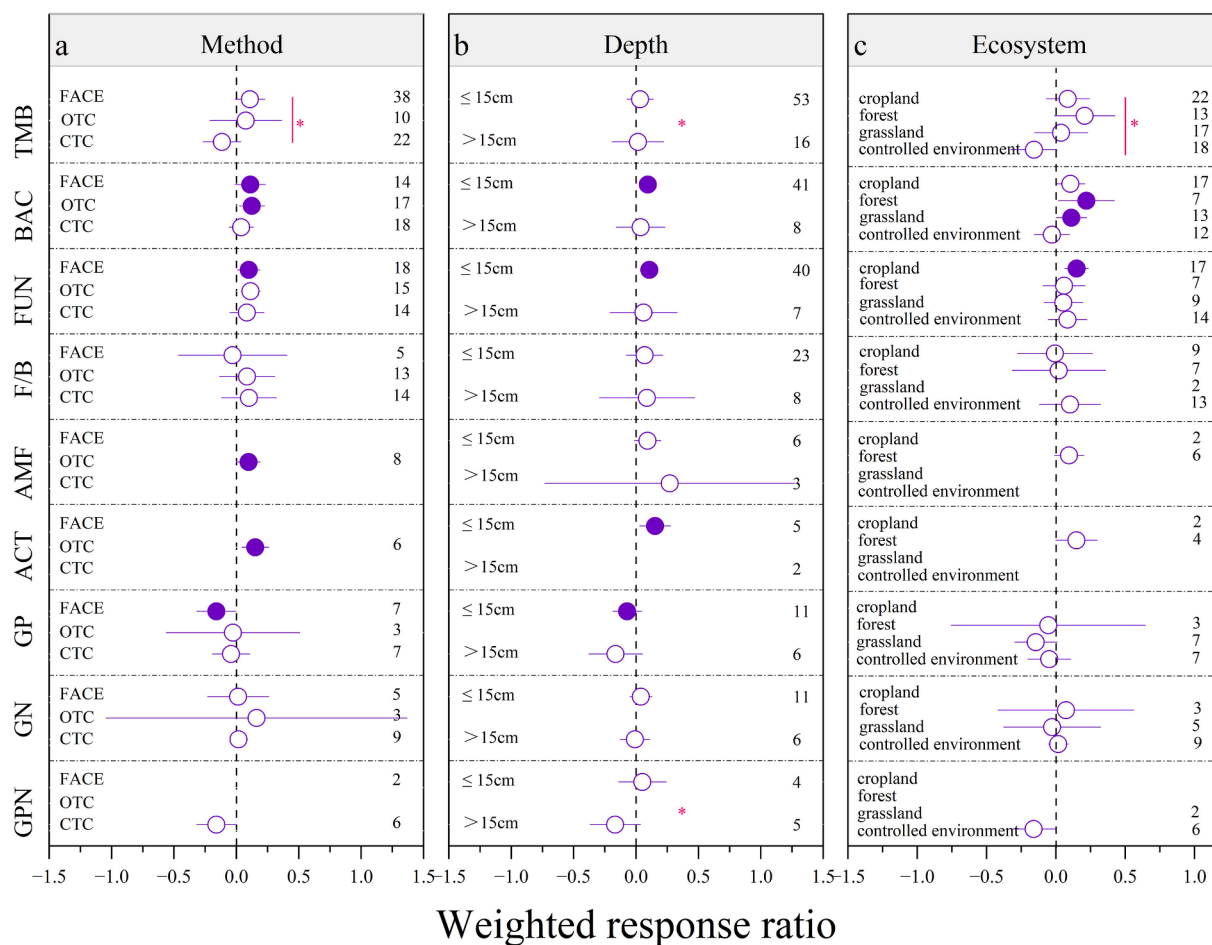 a Method
b Depth
c Ecosystem
TMB
FACE 38
OTC 10
CTC 22
*
≤ 15cm 53
*
>15cm 16
cropland 22
forest 13
grassland 17
controlled environment 18
*
BAC
FACE 14
OTC 17
CTC 18
≤ 15cm 41
>15cm 8
cropland 17
forest 7
grassland 13
controlled environment 12
FUN
FACE 18
OTC 15
CTC 14
≤ 15cm 40
>15cm 7
cropland 17
forest 7
grassland 9
controlled environment 14
F/B
FACE 5
OTC 13
CTC 14
≤ 15cm 23
>15cm 8
cropland 9
forest 7
grassland 2
controlled environment 13
AMF
FACE
OTC 8
CTC
≤ 15cm 6
>15cm 3
cropland 2
forest 6
grassland
controlled environment
ACT
FACE
OTC 6
CTC
≤ 15cm 5
>15cm 2
cropland 2
forest 4
grassland
controlled environment
GP
FACE 7
OTC 3
CTC 7
≤ 15cm 11
>15cm 6
cropland
forest 3
grassland 7
controlled environment 7
GN
FACE 5
OTC 3
CTC 9
≤ 15cm 11
>15cm 6
cropland
forest 3
grassland 5
controlled environment 9
GPN
FACE 2
OTC
CTC 6
≤ 15cm 4
*
>15cm 5
cropland
forest
grassland 2
controlled environment 6
−1.5 −1.0 −0.5 0.0 0.5 1.0 1.5
−1.0 −0.5 0.0 0.5 1.0 1.5
−1.0 −0.5 0.0 0.5 1.0
Weighted response ratio